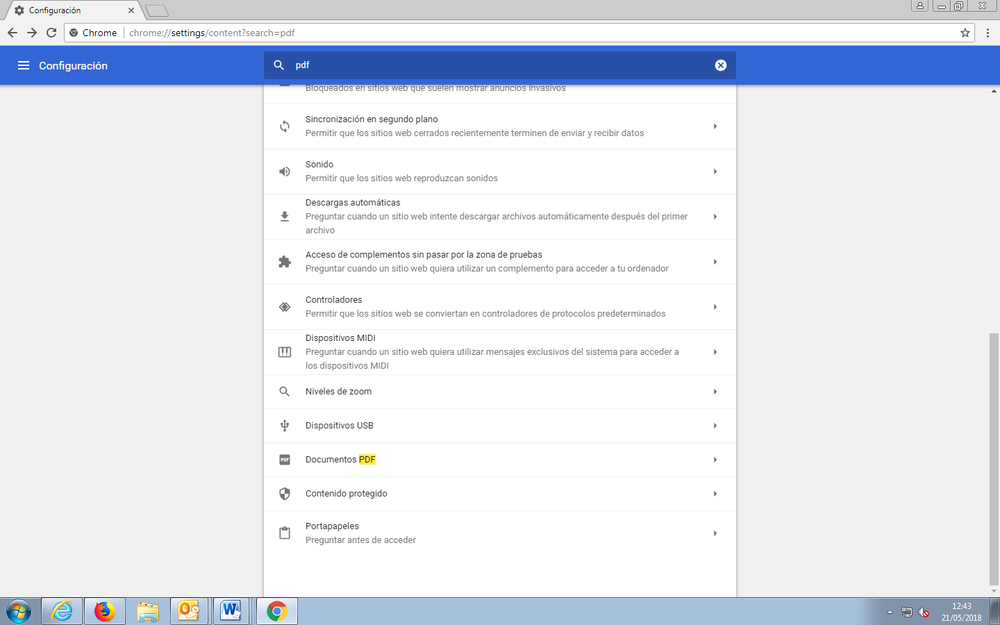 Configuración
Chrome
chrome://settings/content?search=pdf
Configuración
pdf
Bloqueados en sitios web que suelen mostrar anuncios invasivos
Sincronización en segundo plano
Permitir que los sitios web cerrados recientemente terminen de enviar y recibir datos
Sonido
Permitir que los sitios web reproduzcan sonidos
Descargas automáticas
Preguntar cuando un sitio web intente descargar archivos automáticamente después del primer
archivo
Acceso de complementos sin pasar por la zona de pruebas
Preguntar cuando un sitio web quiera utilizar un complemento para acceder a tu ordenador
Controladores
Permitir que los sitios web se conviertan en controladores de protocolos predeterminados
Dispositivos MIDI
Preguntar cuando un sitio web quiera utilizar mensajes exclusivos del sistema para acceder a
los dispositivos MIDI
Niveles de zoom
Dispositivos USB
PDF
Documentos PDF
Contenido protegido
Portapapeles
Preguntar antes de acceder
12:43
21/05/2018